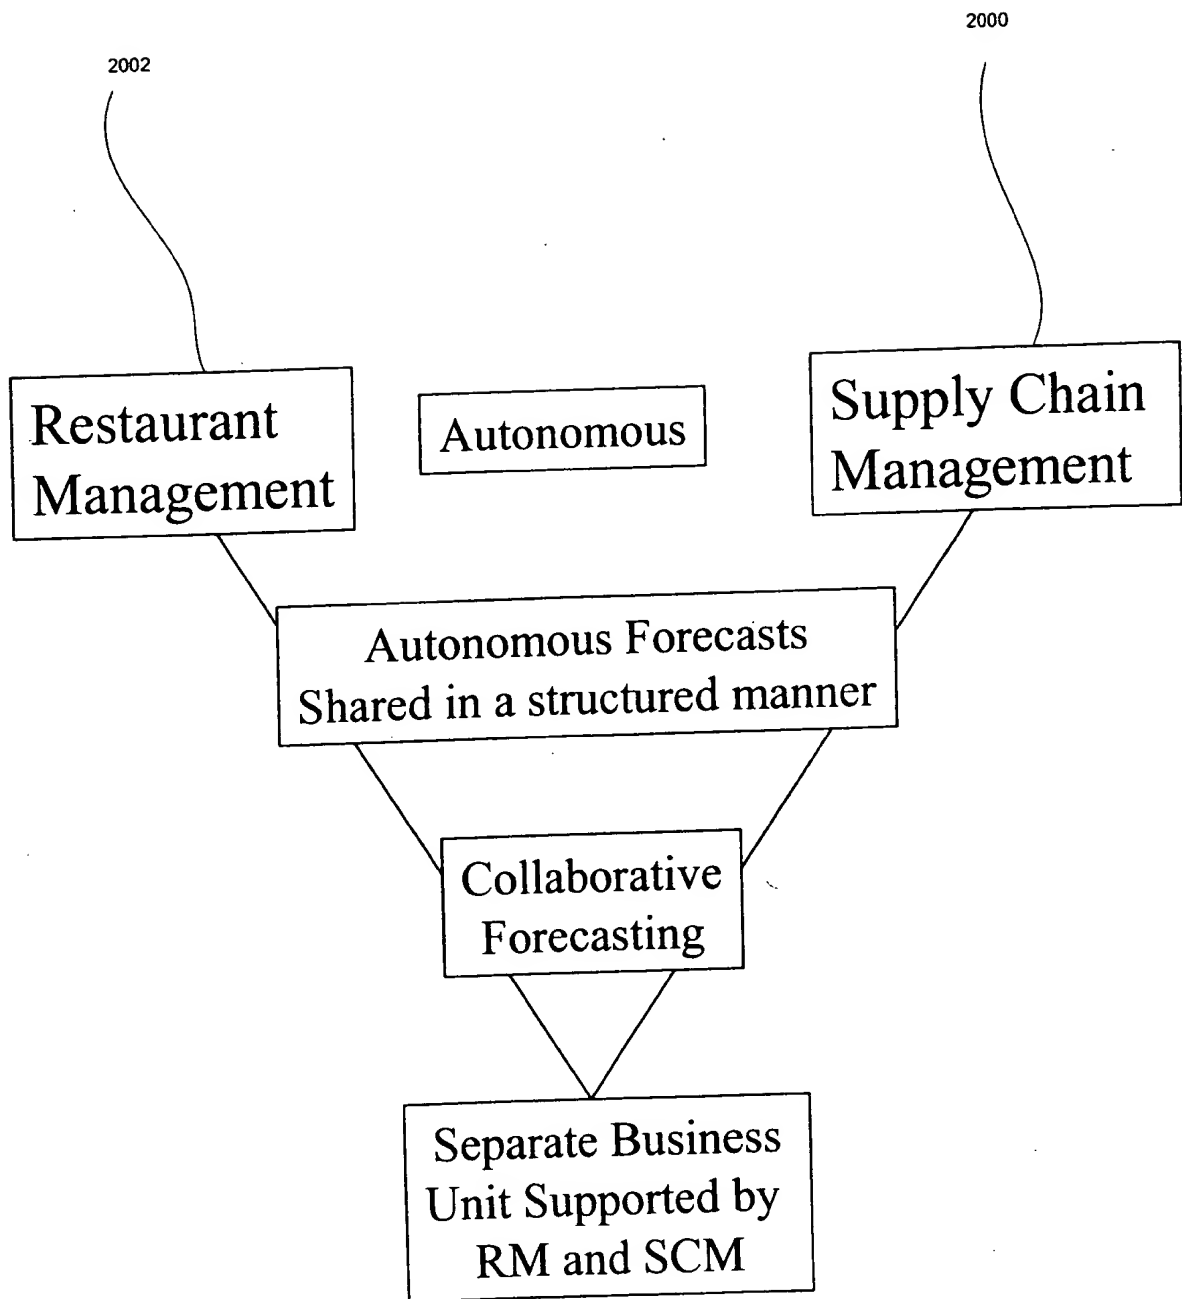 2000
2002
Restaurant
Management
Autonomous
Supply Chain
Management
Autonomous Forecasts
Shared in a structured manner
Collaborative
Forecasting
Separate Business
Unit Supported by
RM and SCM